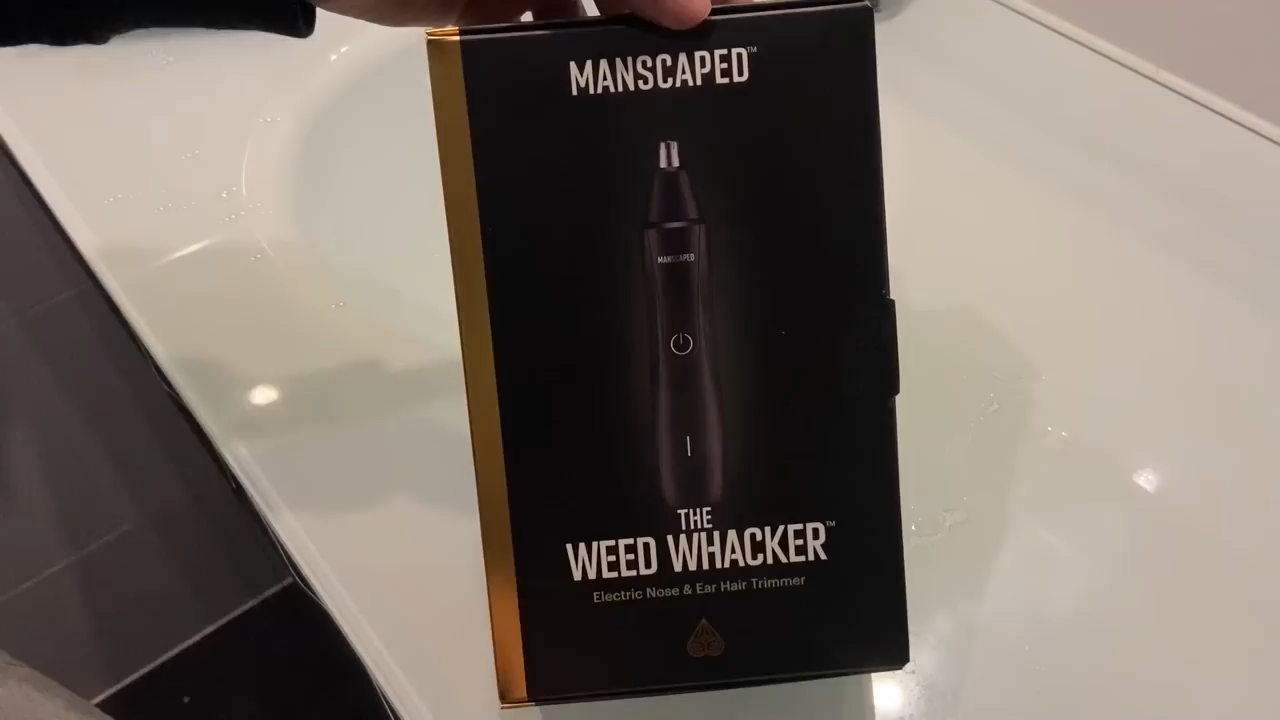 MANSCAPED™
MANSCAPED
THE
WEED WHACKER™
Electric Nose & Ear Hair Trimmer